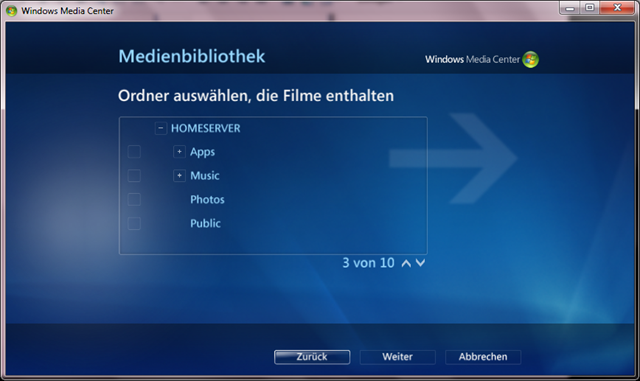 Windows Media Center
Medienbibliothek
Windows Media Center
Ordner auswählen, die Filme enthalten
HOMESERVER
Apps
Music
Photos
Public
3 von 10
Zurück Weiter Abbrechen